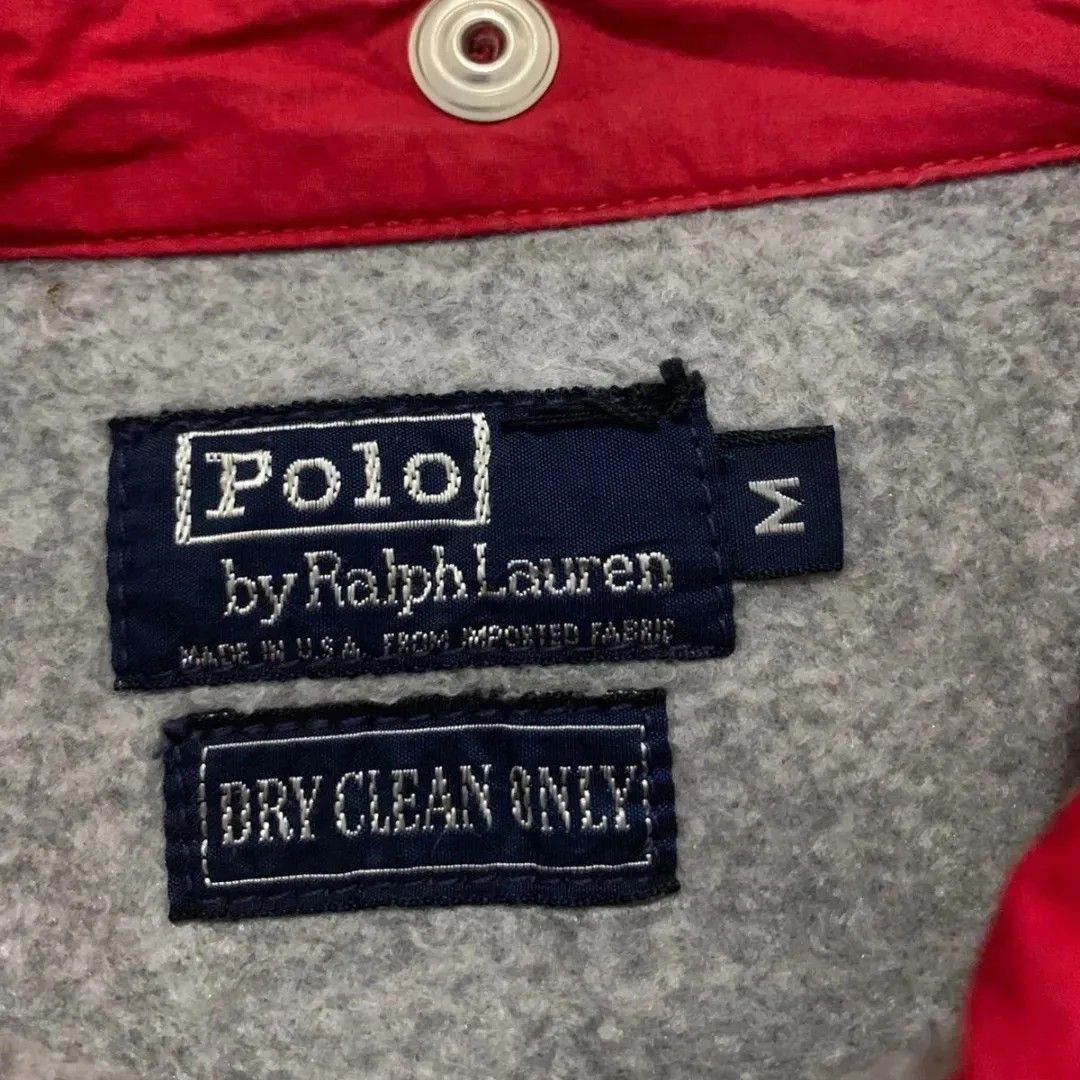 Polo
by Ralph Lauren
MADE IN U.S.A. FROM IMPORTED FABRIC
M
DRY CLEAN ONLY